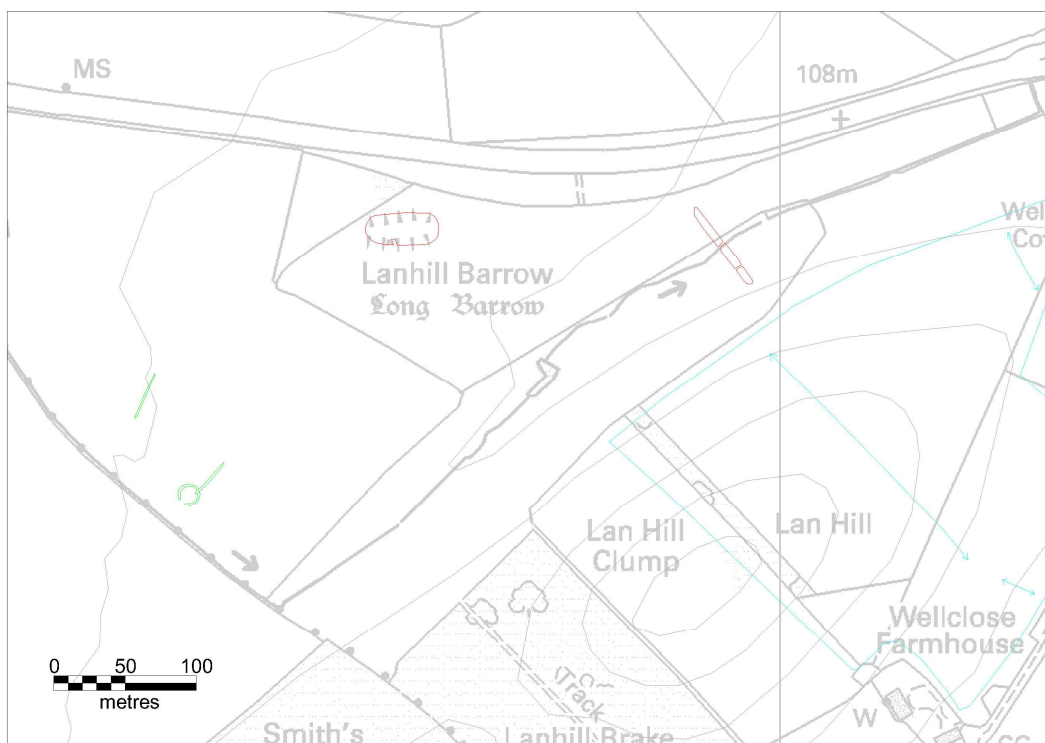 MS
108m
Lanhill Barrow
Long Barrow
Lan Hill
Clump
Lan Hill
Wellclose
Farmhouse
0 50 100
metres
(Track
W
Smith's
Lanhill Brake